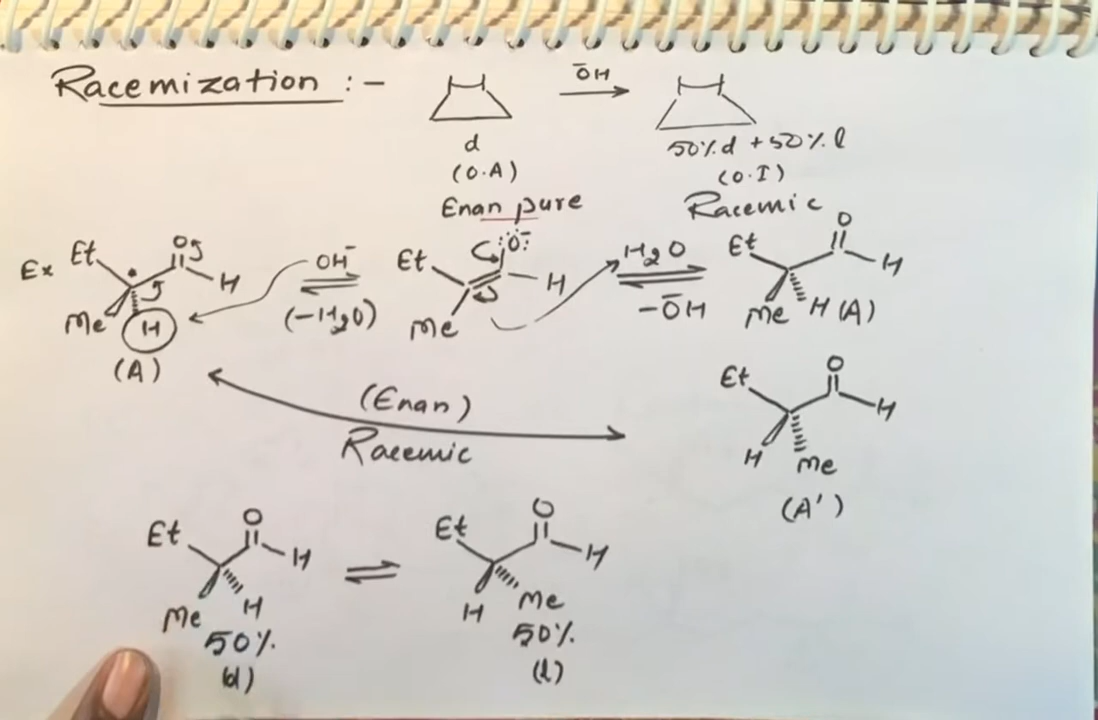 Racemization :-
ŌH
d
50%d + 50% l
(O.A)
(O.I)
Enan pure
Racemic
Ex
Et
O
H
Me
H
(A)
OH⁻
(-H₂O)
Et
:Ö:⁻
H
Me
H₂O
-ŌH
Et
O
H
Me H (A)
Et
O
H
H Me
(A')
(Enan)
Racemic
Et
O
H
Me H
50%
(d)
Et
O
H
H Me
50%
(l)